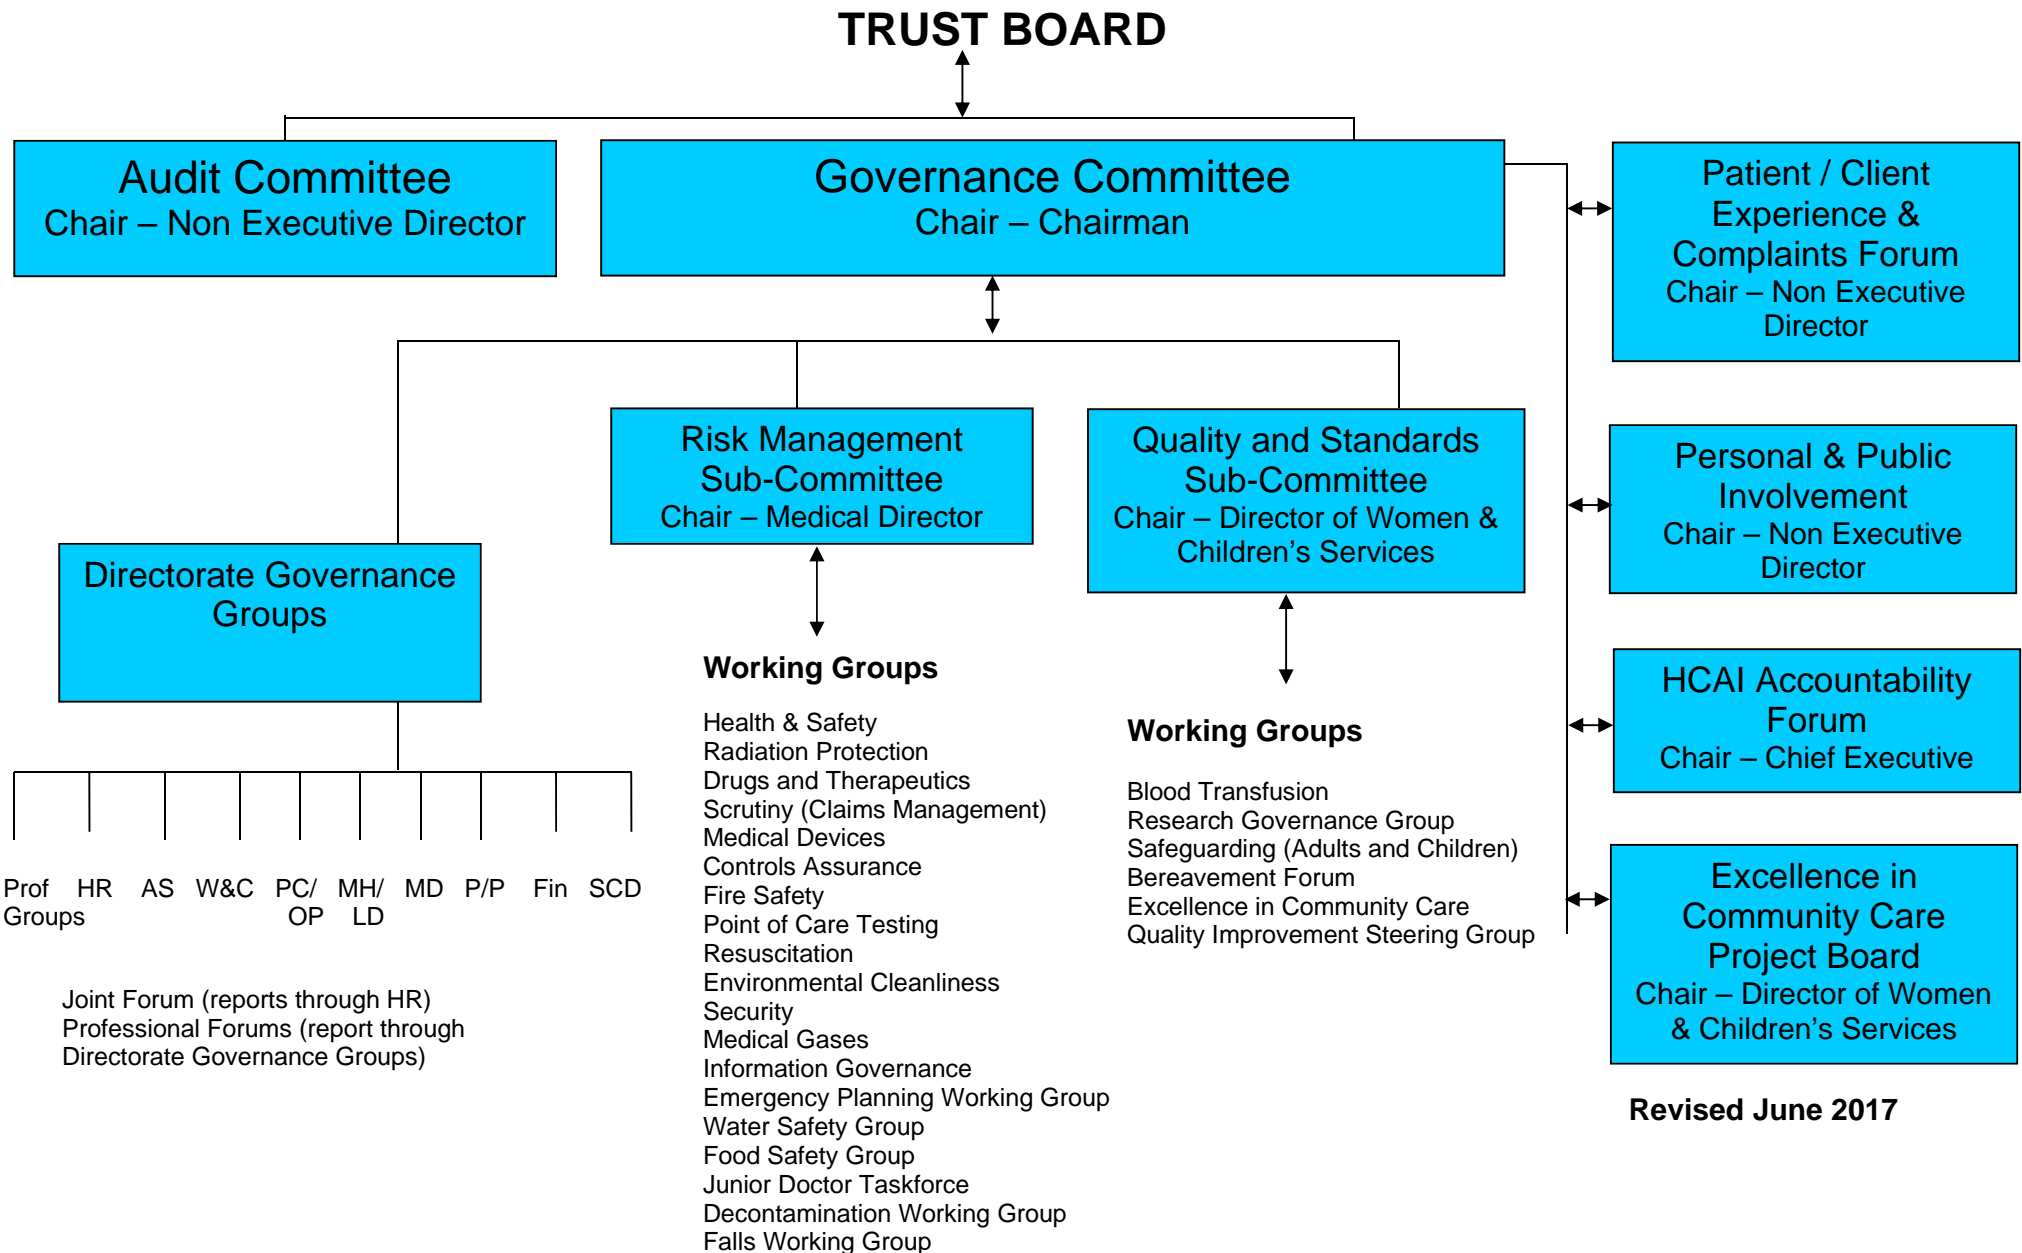 TRUST BOARD
Audit Committee
Chair – Non Executive Director
Governance Committee
Chair – Chairman
Patient / Client
Experience &
Complaints Forum
Chair – Non Executive
Director
Risk Management
Sub-Committee
Chair – Medical Director
Quality and Standards
Sub-Committee
Chair – Director of Women &
Children’s Services
Personal & Public
Involvement
Chair – Non Executive
Director
Directorate Governance
Groups
HCAI Accountability
Forum
Chair – Chief Executive
Excellence in
Community Care
Project Board
Chair – Director of Women
& Children’s Services
Prof HR AS W&C PC/ MH/ MD P/P Fin SCD
Groups OP LD
Joint Forum (reports through HR)
Professional Forums (report through
Directorate Governance Groups)
Working Groups
Health & Safety
Radiation Protection
Drugs and Therapeutics
Scrutiny (Claims Management)
Medical Devices
Controls Assurance
Fire Safety
Point of Care Testing
Resuscitation
Environmental Cleanliness
Security
Medical Gases
Information Governance
Emergency Planning Working Group
Water Safety Group
Food Safety Group
Junior Doctor Taskforce
Decontamination Working Group
Falls Working Group
Working Groups
Blood Transfusion
Research Governance Group
Safeguarding (Adults and Children)
Bereavement Forum
Excellence in Community Care
Quality Improvement Steering Group
Revised June 2017